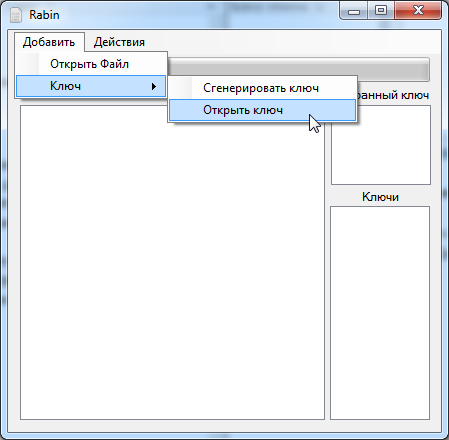 Rabin
Добавить Действия
Открыть Файл
Ключ
Сгенерировать ключ
Открыть ключ
ранный ключ
Ключи